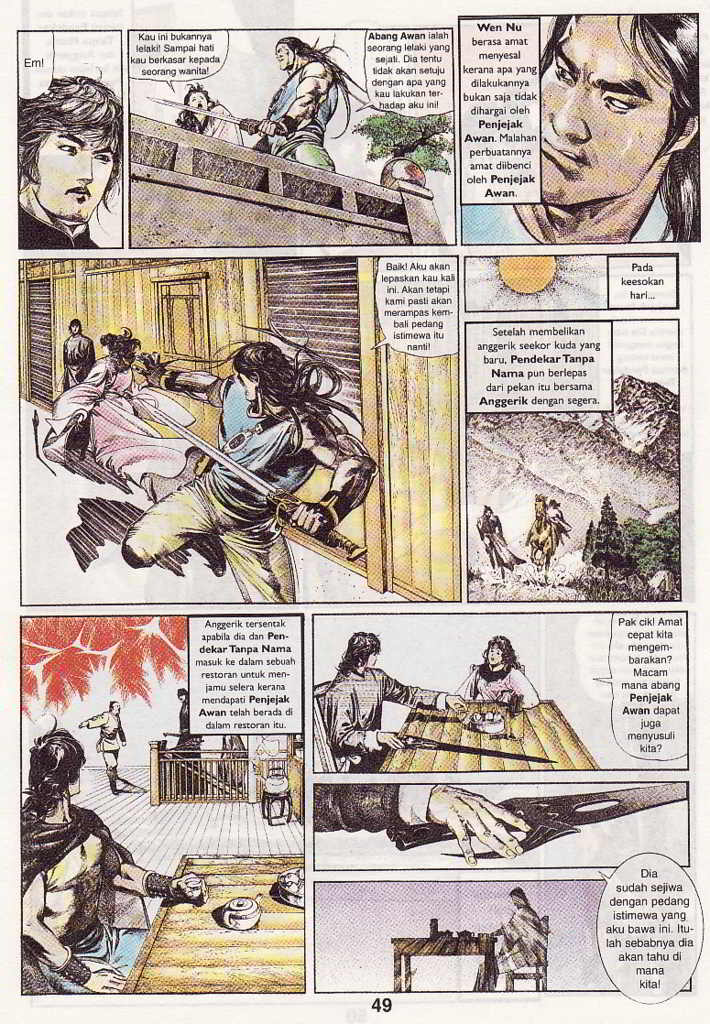 Em!
Kau ini bukannya
lelaki! Sampai hati
kau berkasar kepada
seorang wanita!
Abang Awan ialah
seorang lelaki yang
sejati. Dia tentu
tidak akan setuju
dengan apa yang
kau lakukan ter-
hadap aku ini!
Wen Nu
berasa amat
menyesal
kerana apa yang
dilakukannya
bukan saja tidak
dihargai oleh
Penjejak
Awan. Malahan
perbuatannya
amat diibenci
oleh Penjejak
Awan.
Baik! Aku akan
lepaskan kau kali
ini. Akan tetapi
kami pasti akan
merampas kem-
bali pedang
istimewa itu
nanti!
Pada
keesokan
hari...
Setelah membelikan
anggerik seekor kuda yang
baru, Pendekar Tanpa
Nama pun berlepas
dari pekan itu bersama
Anggerik dengan segera.
Anggerik tersentak
apabila dia dan Pen-
dekar Tanpa Nama
masuk ke dalam sebuah
restoran untuk men-
jamu selera kerana
mendapati Penjejak
Awan telah berada di
dalam restoran itu.
Pak cik! Amat
cepat kita
mengem-
barakan?
Macam
mana abang
Penjejak
Awan dapat
juga
menyusuli
kita?
Dia
sudah sejiwa
dengan pedang
istimewa yang
aku bawa ini. Itu-
lah sebabnya dia
akan tahu di
mana
kita!
49